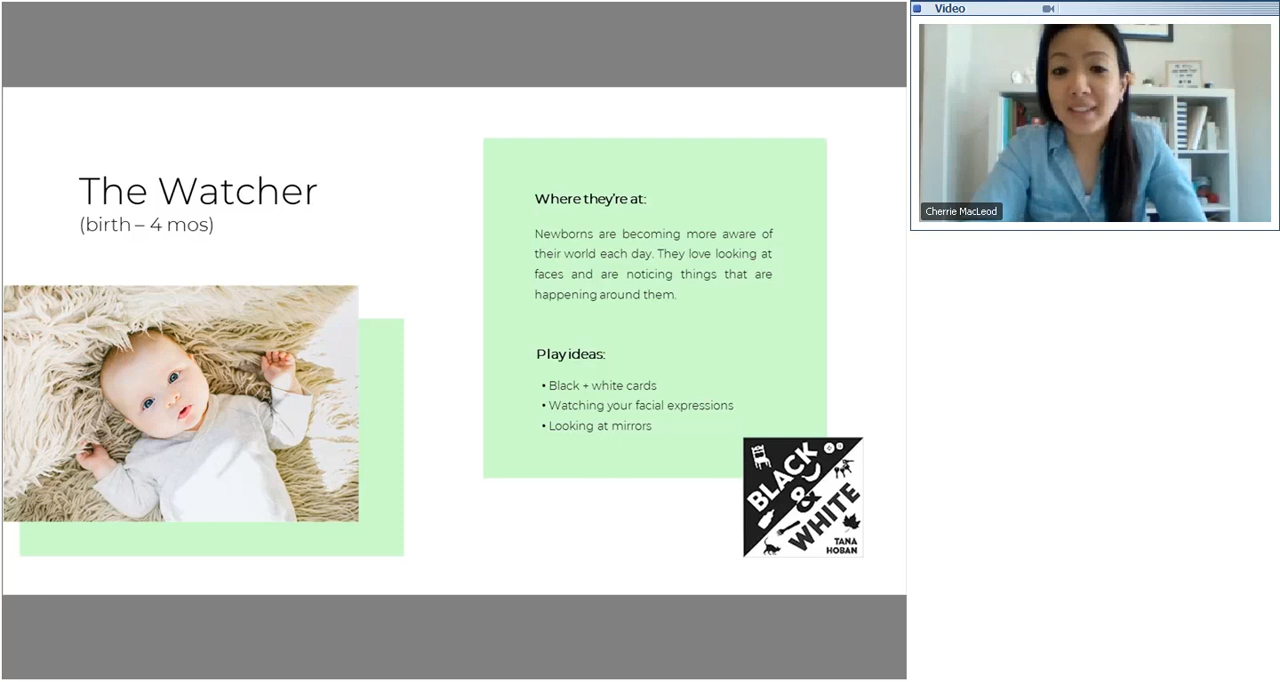 Video
The Watcher
(birth – 4 mos)
Where they're at:
Newborns are becoming more aware of
their world each day. They love looking at
faces and are noticing things that are
happening around them.
Play ideas:
• Black + white cards
• Watching your facial expressions
• Looking at mirrors
BLACK
&
WHITE
TANA
HOBAN
Cherrie MacLeod